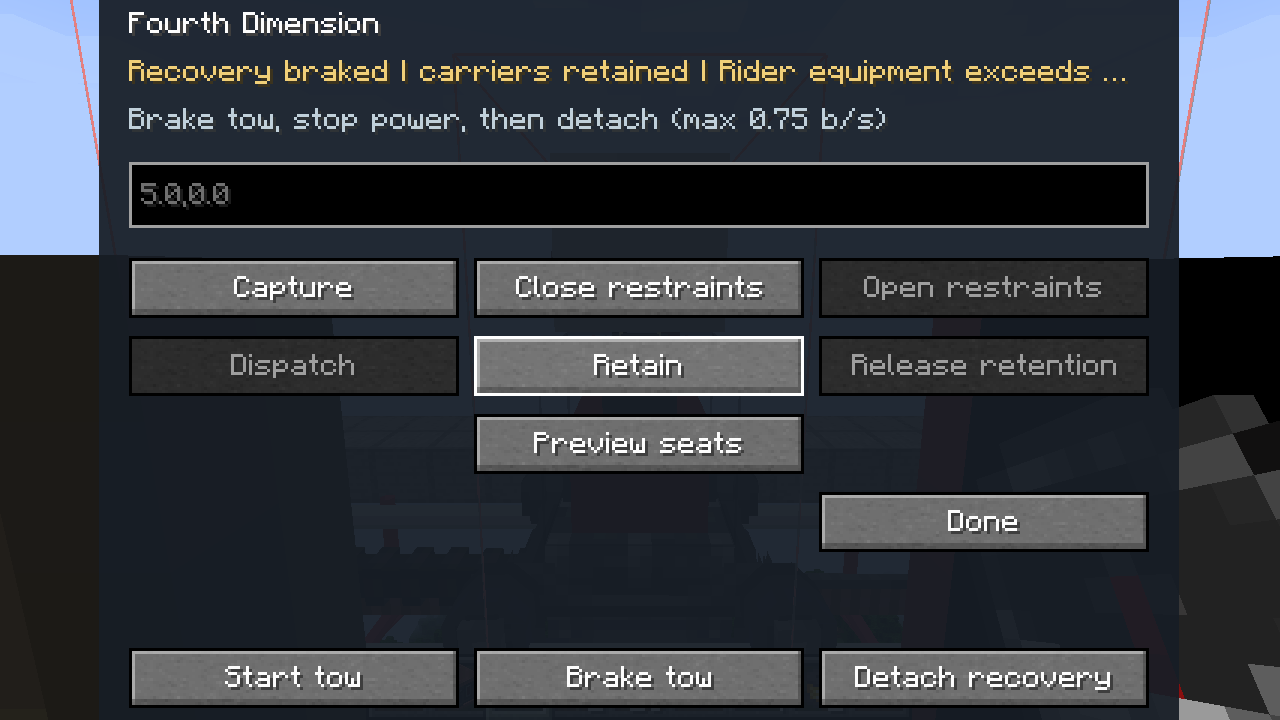 Fourth Dimension
Recovery braked | carriers retained | Rider equipment exceeds ...
Brake tow, stop power, then detach (max 0.75 b/s)
5.0,0.0
Capture
Close restraints
Open restraints
Dispatch
Retain
Release retention
Preview seats
Done
Start tow
Brake tow
Detach recovery